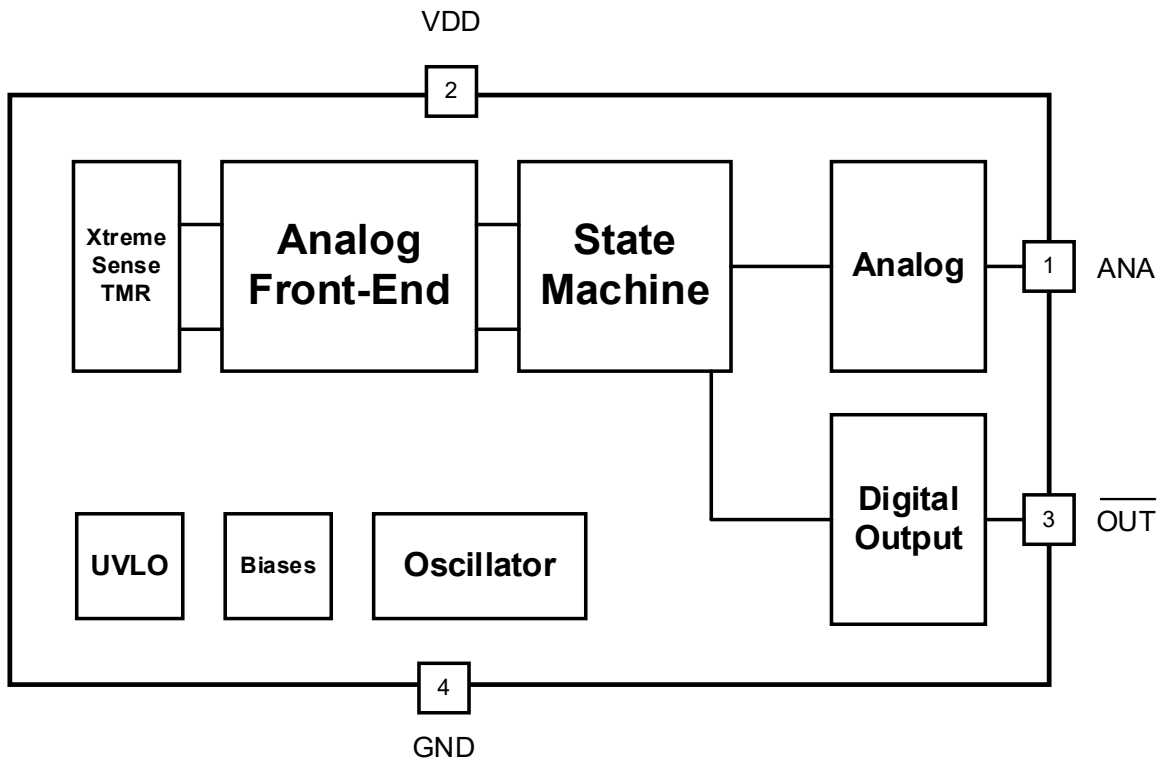 VDD
2
Xtreme
Sense
TMR
Analog
Front-End
State
Machine
Analog
1
ANA
Digital
Output
3
OUT
UVLO
Biases
Oscillator
4
GND